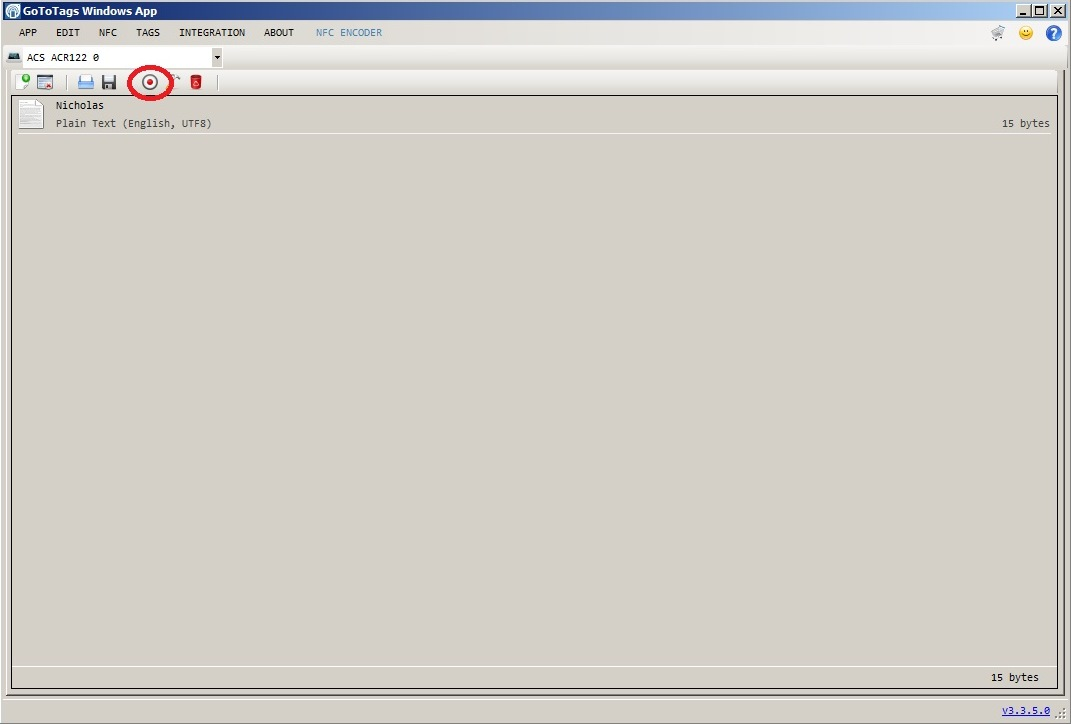 GoToTags Windows App
APP EDIT NFC TAGS INTEGRATION ABOUT NFC ENCODER
ACS ACR122 0
Nicholas
Plain Text (English, UTF8)
15 bytes
15 bytes
v3.3.5.0